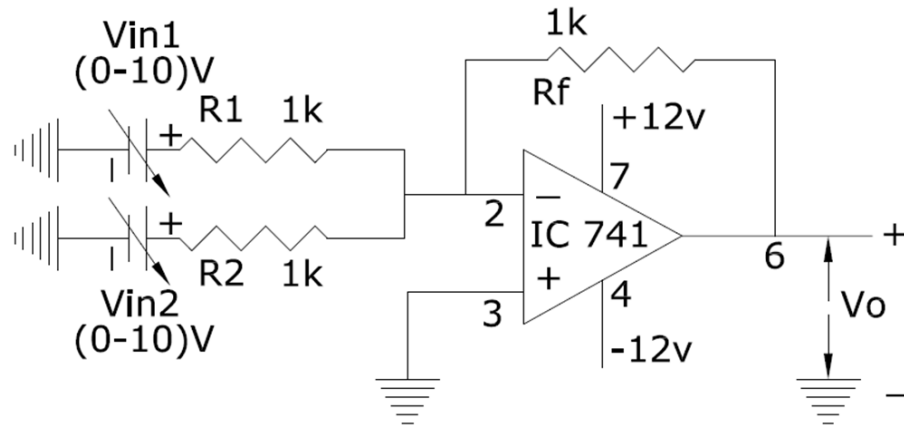 Vin1
(0-10)V
R1 1k
+
-
1k
Rf
+12v
7
2
-
IC 741
6
+
+
3
4
-12v
Vo
-
+
-
R2 1k
Vin2
(0-10)V